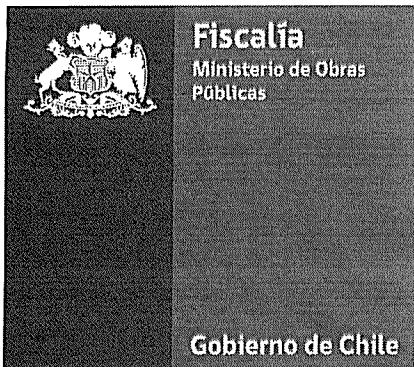 Fiscalía
Ministerio de Obras
Públicas
Gobierno de Chile